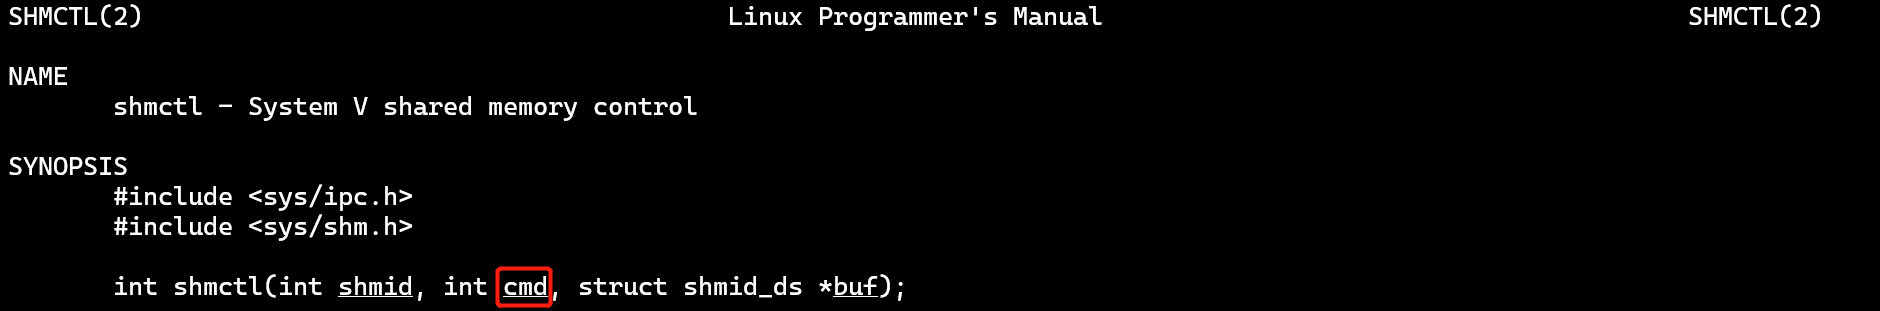 SHMCTL(2) Linux Programmer's Manual SHMCTL(2)
NAME
shmctl - System V shared memory control
SYNOPSIS
#include <sys/ipc.h>
#include <sys/shm.h>
int shmctl(int shmid, int cmd, struct shmid_ds *buf);